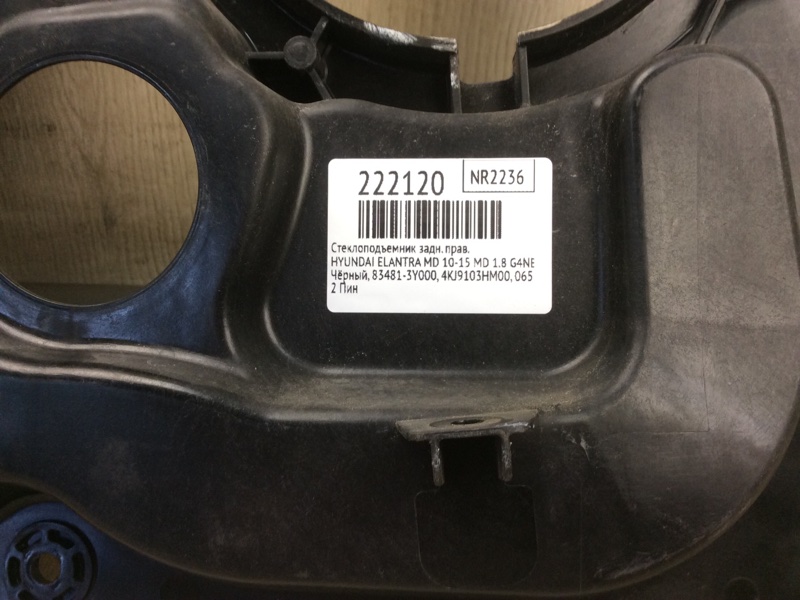 222120
NR2236
Стеклоподъемник задн. прав.
HYUNDAI ELANTRA MD 10-15 MD 1.8 G4NE
Чёрный, 83481-3Y000, 4KJ9103HM00, 065
2 Пин